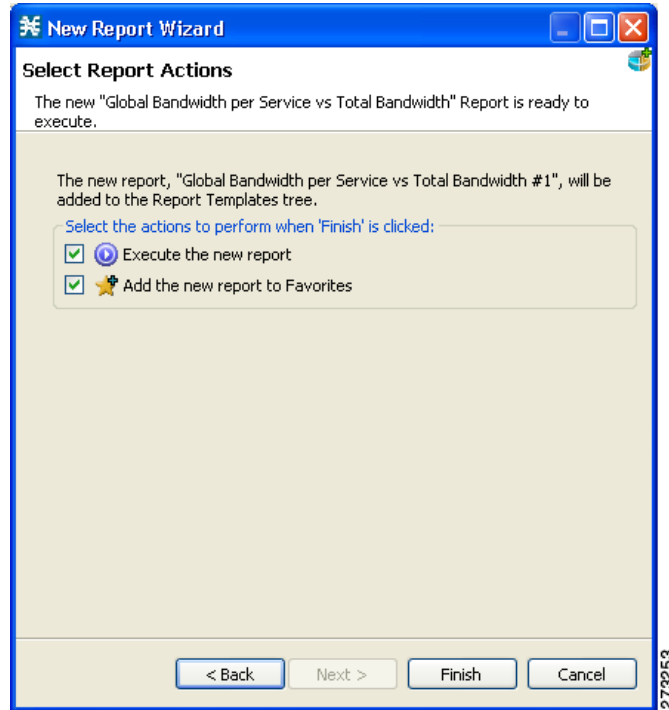 New Report Wizard
Select Report Actions
The new "Global Bandwidth per Service vs Total Bandwidth" Report is ready to
execute.
The new report, "Global Bandwidth per Service vs Total Bandwidth #1", will be
added to the Report Templates tree.
Select the actions to perform when 'Finish' is clicked:
Execute the new report
Add the new report to Favorites
< Back
Next >
Finish
Cancel
273253